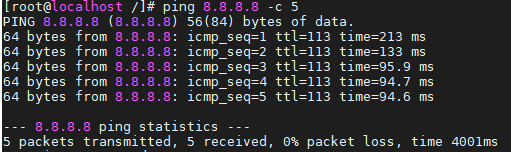 [root@localhost /]# ping 8.8.8.8 -c 5
PING 8.8.8.8 (8.8.8.8) 56(84) bytes of data.
64 bytes from 8.8.8.8: icmp_seq=1 ttl=113 time=213 ms
64 bytes from 8.8.8.8: icmp_seq=2 ttl=113 time=133 ms
64 bytes from 8.8.8.8: icmp_seq=3 ttl=113 time=95.9 ms
64 bytes from 8.8.8.8: icmp_seq=4 ttl=113 time=94.7 ms
64 bytes from 8.8.8.8: icmp_seq=5 ttl=113 time=94.6 ms
--- 8.8.8.8 ping statistics ---
5 packets transmitted, 5 received, 0% packet loss, time 4001ms